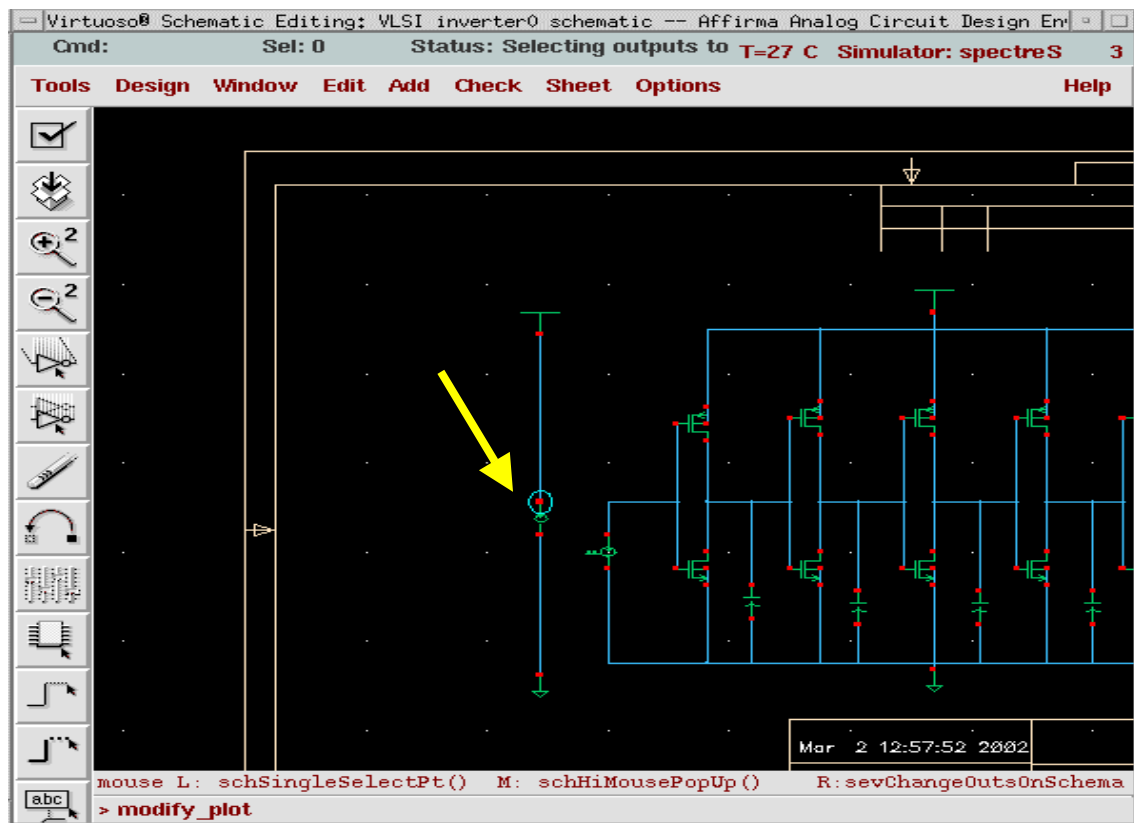 Virtuoso® Schematic Editing: VLSI inverter0 schematic -- Affirma Analog Circuit Design En
Cmd: Sel: 0 Status: Selecting outputs to T=27 C Simulator: spectreS 3
Tools Design Window Edit Add Check Sheet Options Help
2
2
Mar 2 12:57:52 2002
mouse L: schSingleSelectPt() M: schHiMousePopUp() R:sevChangeOutsOnSchema
abc
> modify_plot